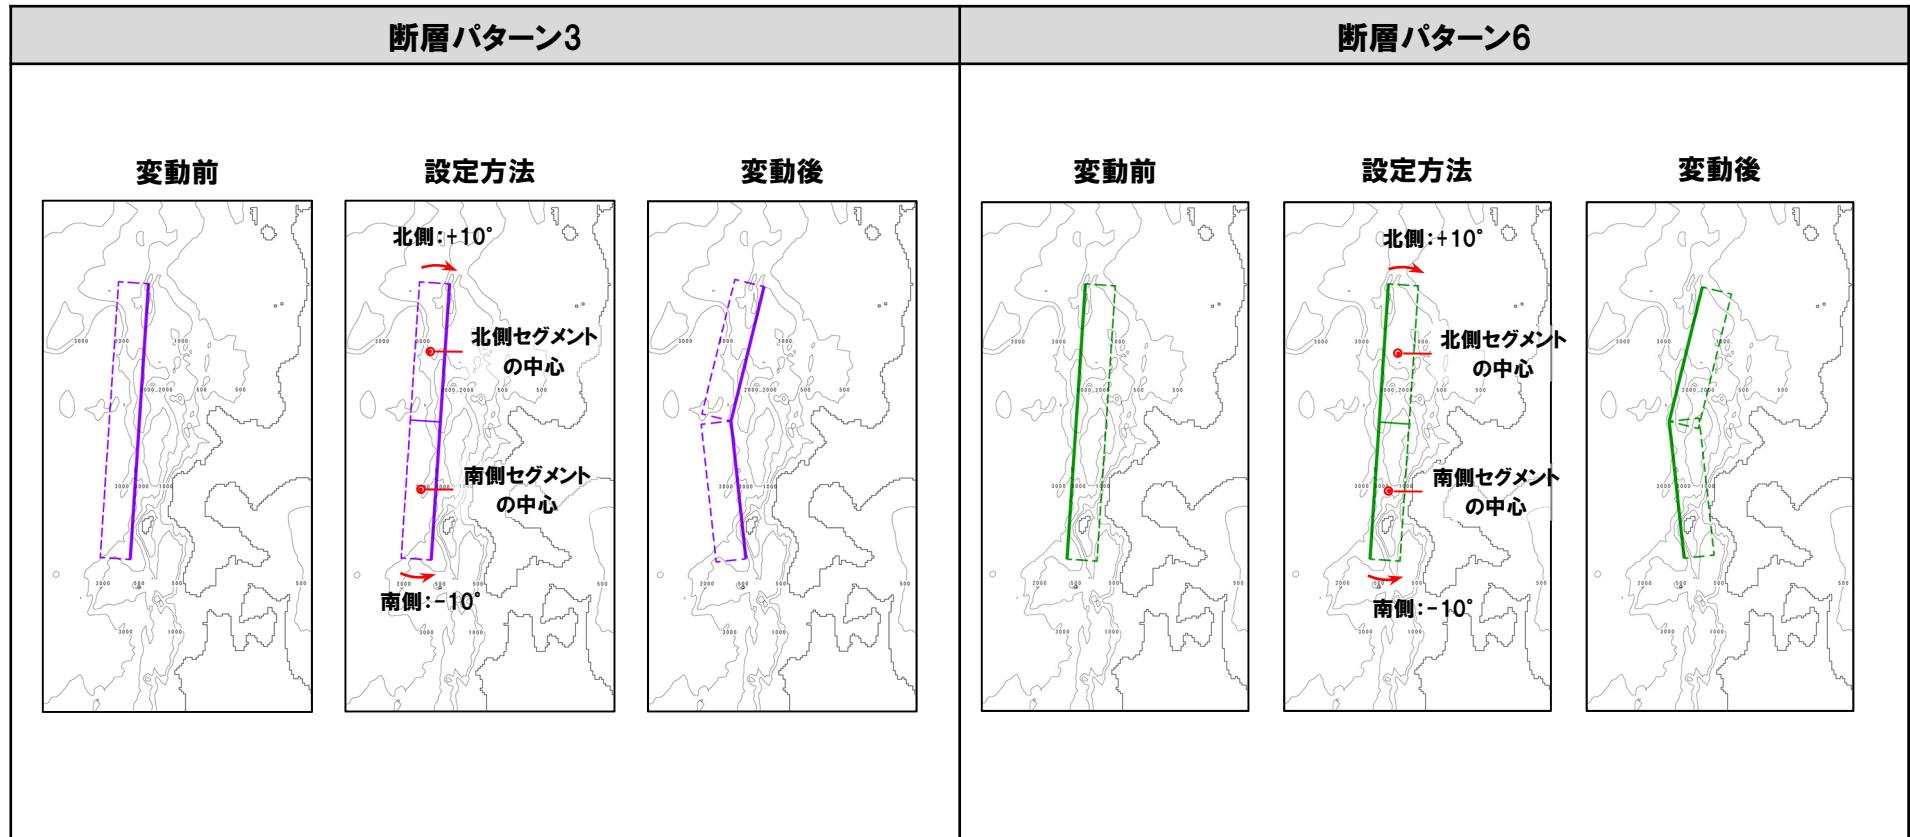 断層パターン3
断層パターン6
変動前
設定方法
変動後
変動前
設定方法
変動後
北側：+10°
北側セグメント
の中心
南側セグメント
の中心
南側：-10°
北側：+10°
北側セグメント
の中心
南側セグメント
の中心
南側：-10°